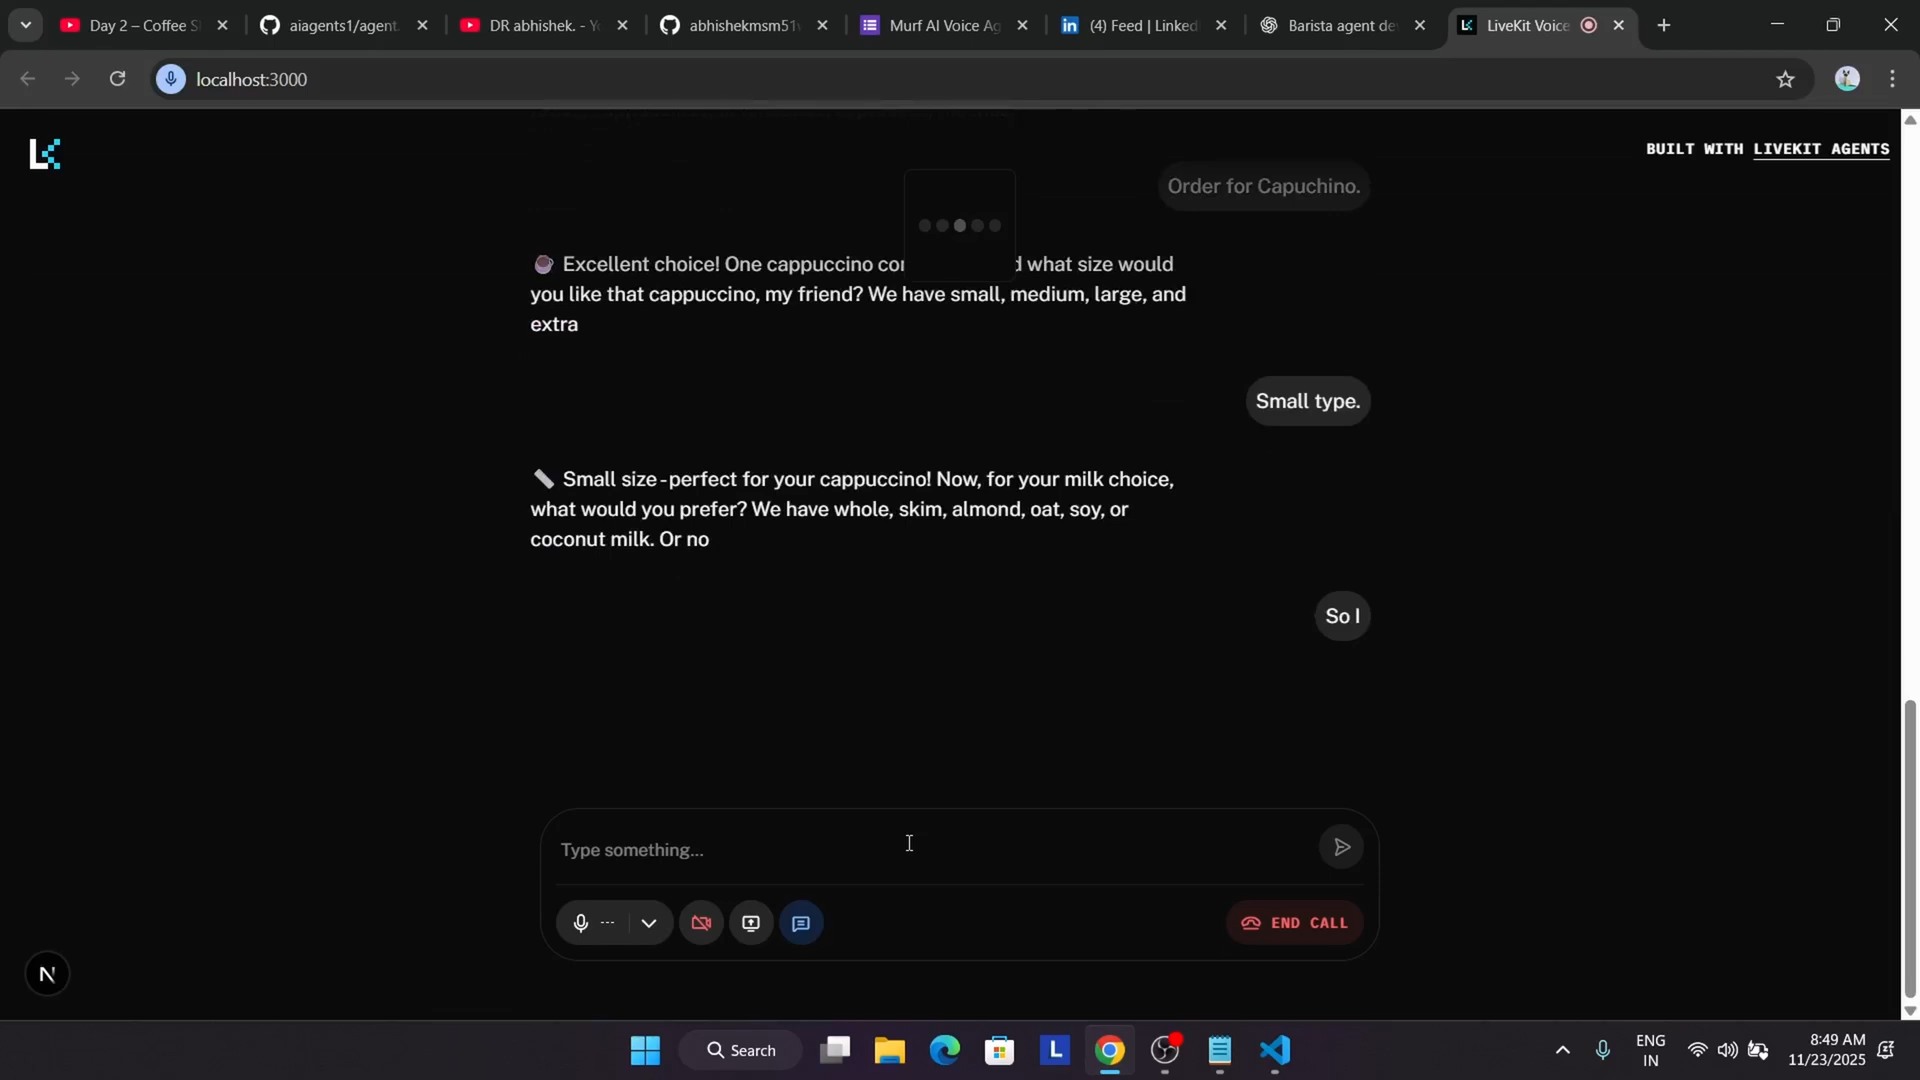 Day 2 – Coffee S
aiagents1/agent.
DR abhishek. - Y
abhishekmsm51
Murf AI Voice Ag
(4) Feed | Linked
Barista agent de
LiveKit Voice
localhost:3000
BUILT WITH LIVEKIT AGENTS
Order for Capuchino.
Excellent choice! One cappuccino co d what size would
you like that cappuccino, my friend? We have small, medium, large, and
extra
Small type.
Small size-perfect for your cappuccino! Now, for your milk choice,
what would you prefer? We have whole, skim, almond, oat, soy, or
coconut milk. Or no
So I
Type something...
END CALL
N
Search
L
ENG
IN
8:49 AM
11/23/2025